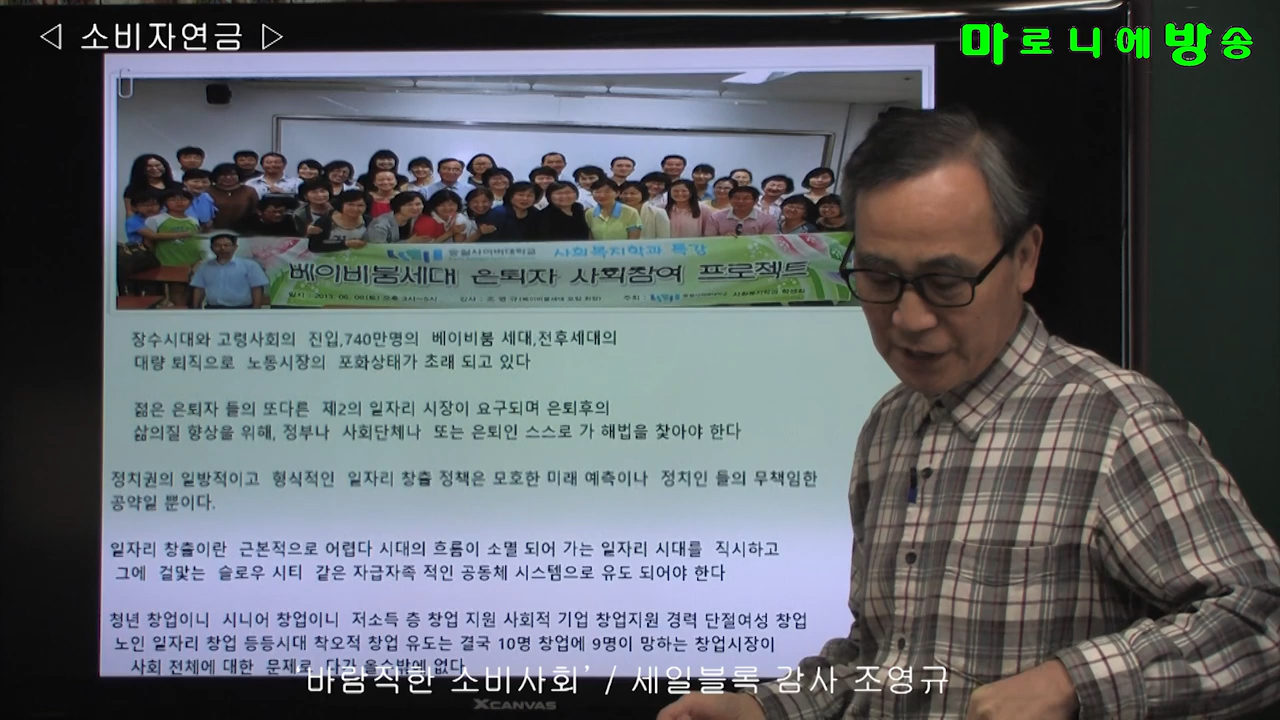 ◁ 소비자연금 ▷
마로니에방송
사회복지학과 특강
베이비붐세대 은퇴자 사회참여 프로젝트
장수시대와 고령사회의 진입,740만명의 베이비붐 세대,전후세대의
대량 퇴직으로 노동시장의 포화상태가 초래 되고 있다
젊은 은퇴자 들의 또다른 제2의 일자리 시장이 요구되며 은퇴후의
삶의질 향상을 위해, 정부나 사회단체나 또는 은퇴인 스스로 가 해법을 찾아야 한다
정치권의 일방적이고 형식적인 일자리 창출 정책은 모호한 미래 예측이나 정치인 들의 무책임한
공약일 뿐이다.
일자리 창출이란 근본적으로 어렵다 시대의 흐름이 소멸 되어 가는 일자리 시대를 직시하고
그에 걸맞는 슬로우 시티 같은 자급자족 적인 공동체 시스템으로 유도 되어야 한다
청년 창업이니 시니어 창업이니 저소득 층 창업 지원 사회적 기업 창업지원 경력 단절여성 창업
노인 일자리 창업 등등시대 착오적 창업 유도는 결국 10명 창업에 9명이 망하는 창업시장이
사회 전체에 대한 문제로 다가 올수밖에 없다
'바람직한 소비사회' / 세일블록 감사 조영규
XCANVAS